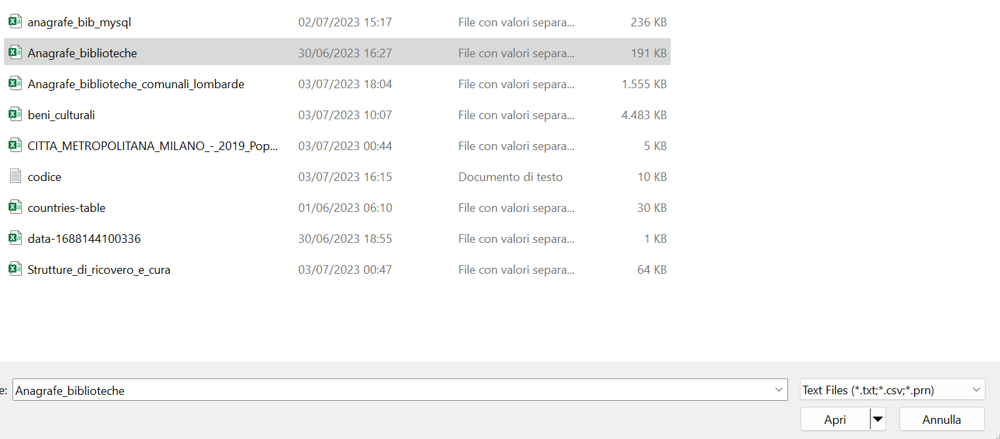 anagrafe_bib_mysql 02/07/2023 15:17 File con valori separa... 236 KB
Anagrafe_biblioteche 30/06/2023 16:27 File con valori separa... 191 KB
Anagrafe_biblioteche_comunali_lombarde 03/07/2023 18:04 File con valori separa... 1.555 KB
beni_culturali 03/07/2023 10:07 File con valori separa... 4.483 KB
CITTA_METROPOLITANA_MILANO_-_2019_Pop... 03/07/2023 00:44 File con valori separa... 5 KB
codice 03/07/2023 16:15 Documento di testo 10 KB
countries-table 01/06/2023 06:10 File con valori separa... 30 KB
data-1688144100336 30/06/2023 18:55 File con valori separa... 1 KB
Strutture_di_ricovero_e_cura 03/07/2023 00:47 File con valori separa... 64 KB
e: Anagrafe_biblioteche Text Files (*.txt;*.csv;*.prn)
Apri Annulla